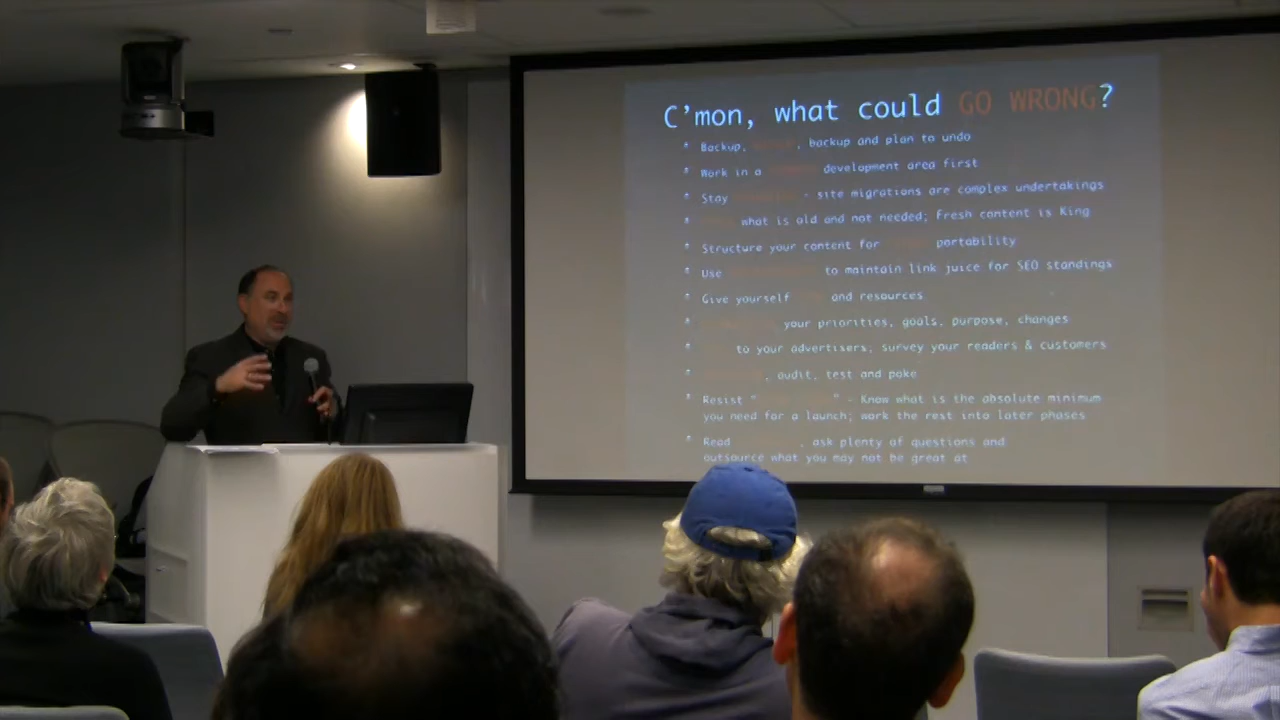 C'mon, what could GO WRONG?
* Backup, , backup and plan to undo
* Work in a development area first
* Stay - site migrations are complex undertakings
* what is old and not needed; Fresh content is King
* Structure your content for portability
* Use to maintain link juice for SEO standings
* Give yourself and resources
* your priorities, goals, purpose, changes
* to your advertisers; survey your readers & customers
* , audit, test and poke
* Resist " " - Know what is the absolute minimum
you need for a launch; work the rest into later phases
* Read , ask plenty of questions and
outsource what you may not be great at